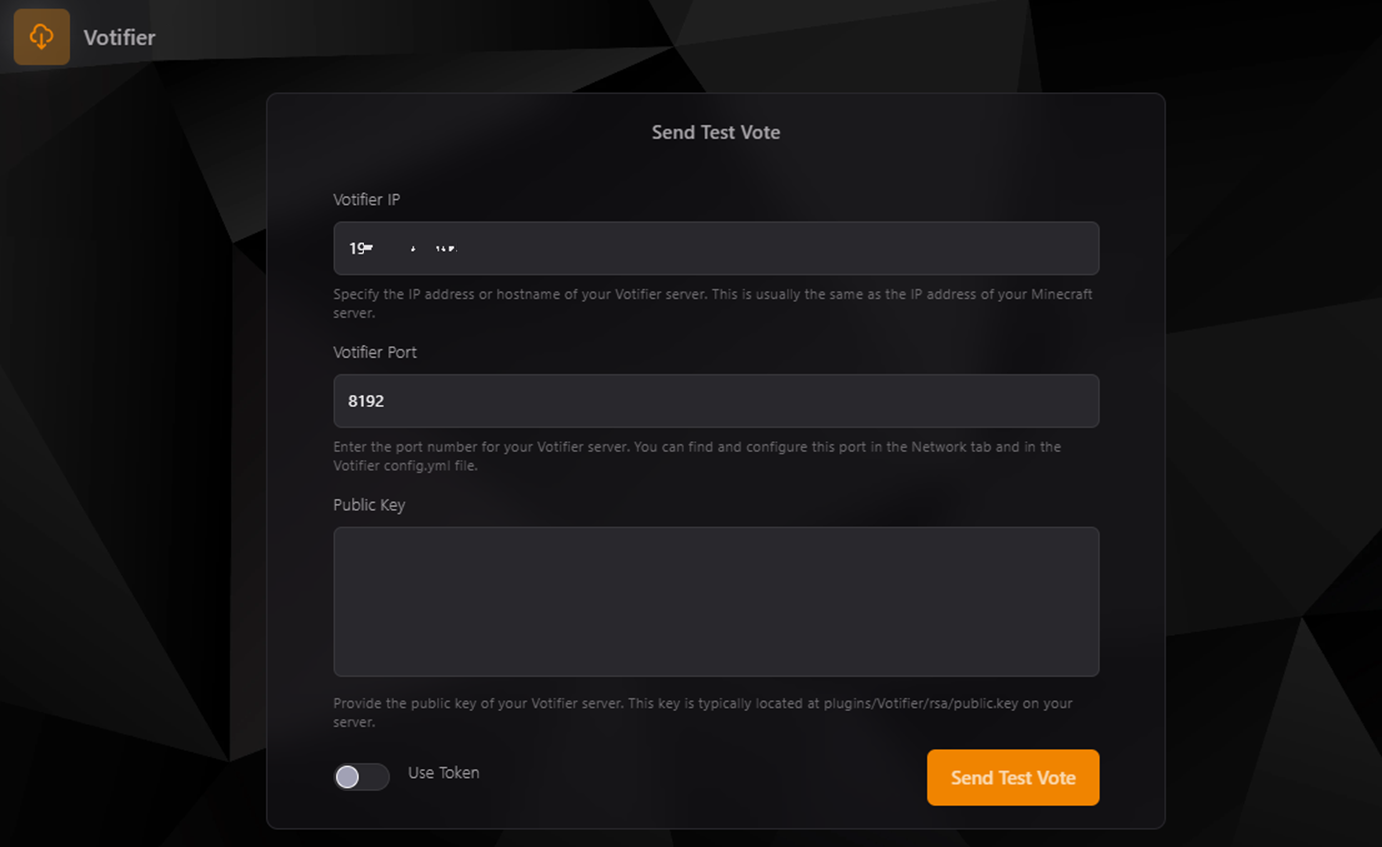 Votifier
Send Test Vote
Votifier IP
Specify the IP address or hostname of your Votifier server. This is usually the same as the IP address of your Minecraft
server.
Votifier Port
8192
Enter the port number for your Votifier server. You can find and configure this port in the Network tab and in the
Votifier config.yml file.
Public Key
Provide the public key of your Votifier server. This key is typically located at plugins/Votifier/rsa/public.key on your
server.
Use Token
Send Test Vote